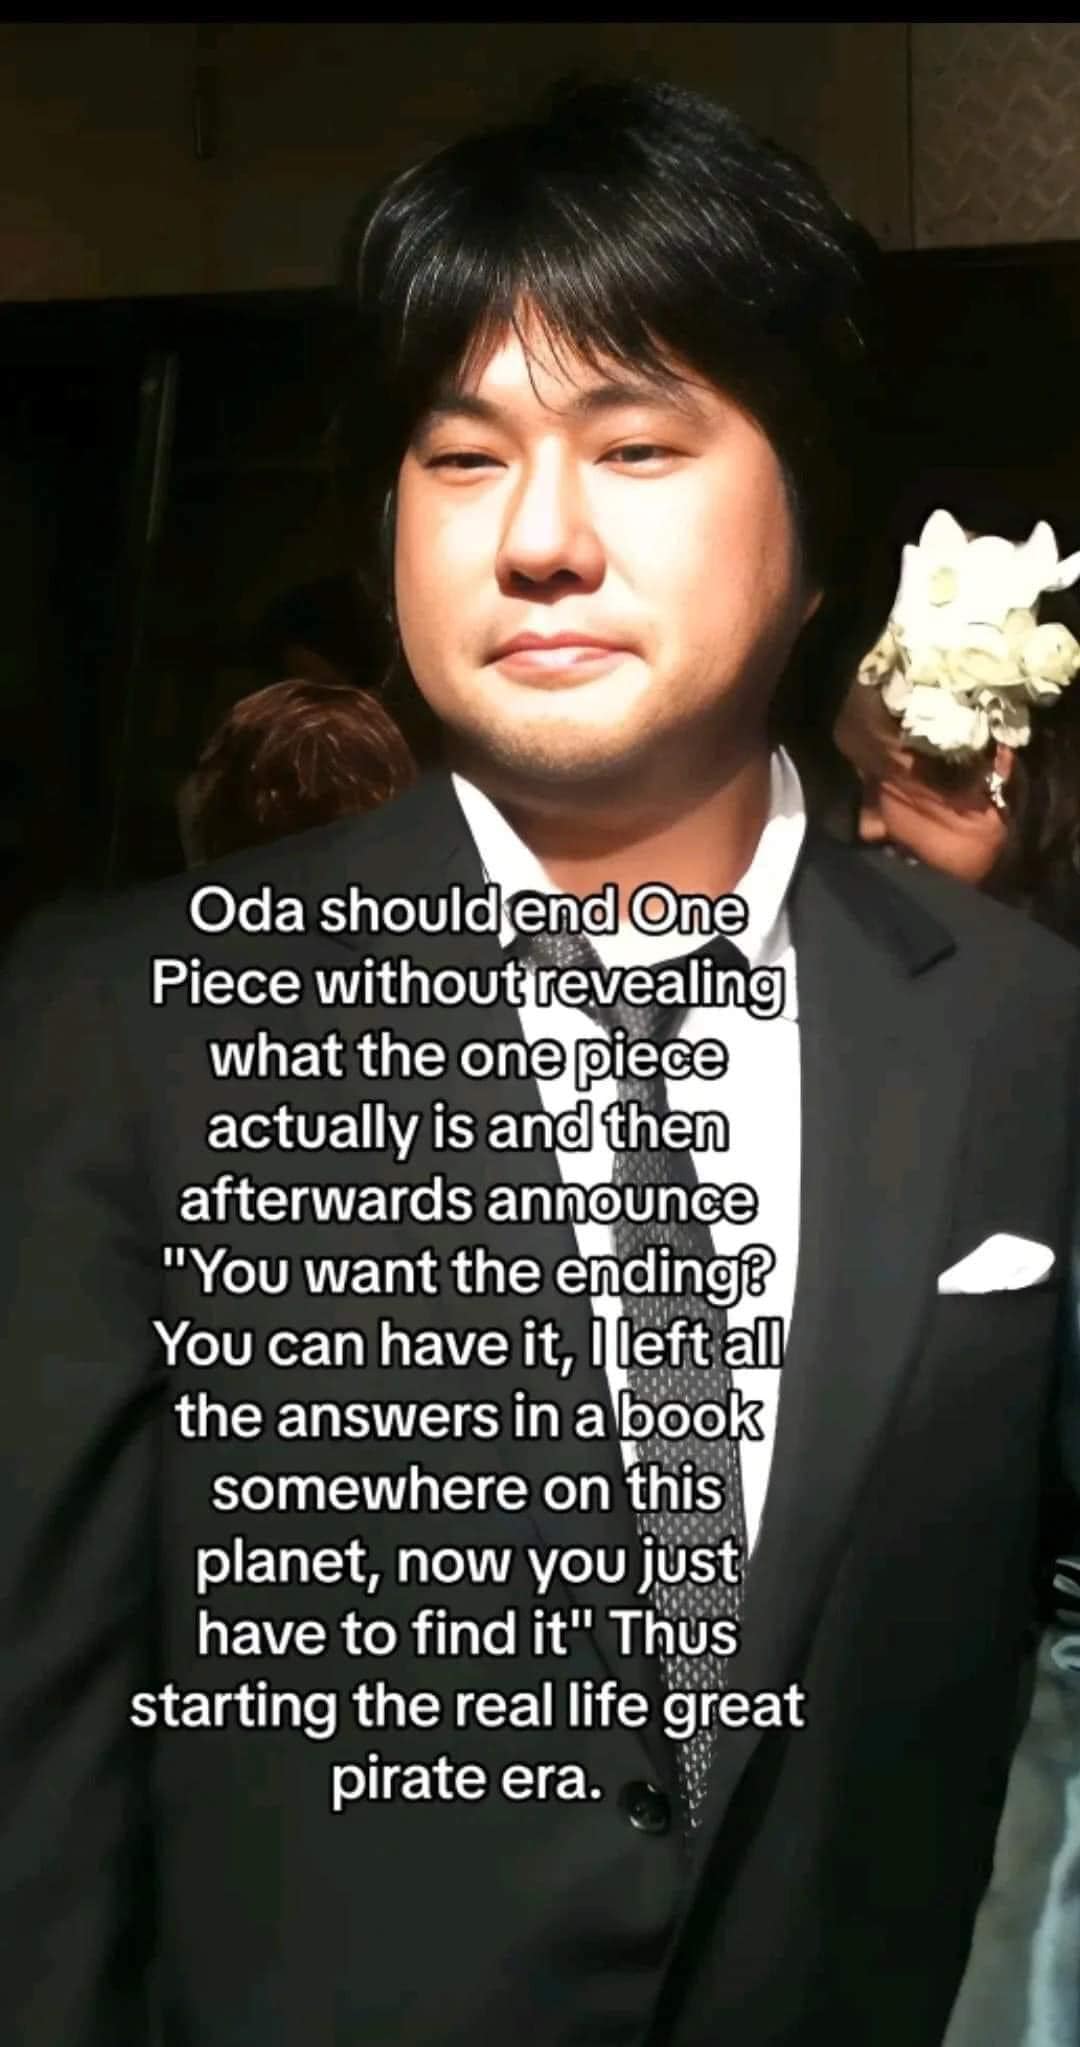 Oda should end One
Piece without revealing
what the one piece
actually is and then
afterwards announce
"You want the ending?
You can have it, I left all
the answers in a book
somewhere on this
planet, now you just
have to find it" Thus
starting the real life great
pirate era.